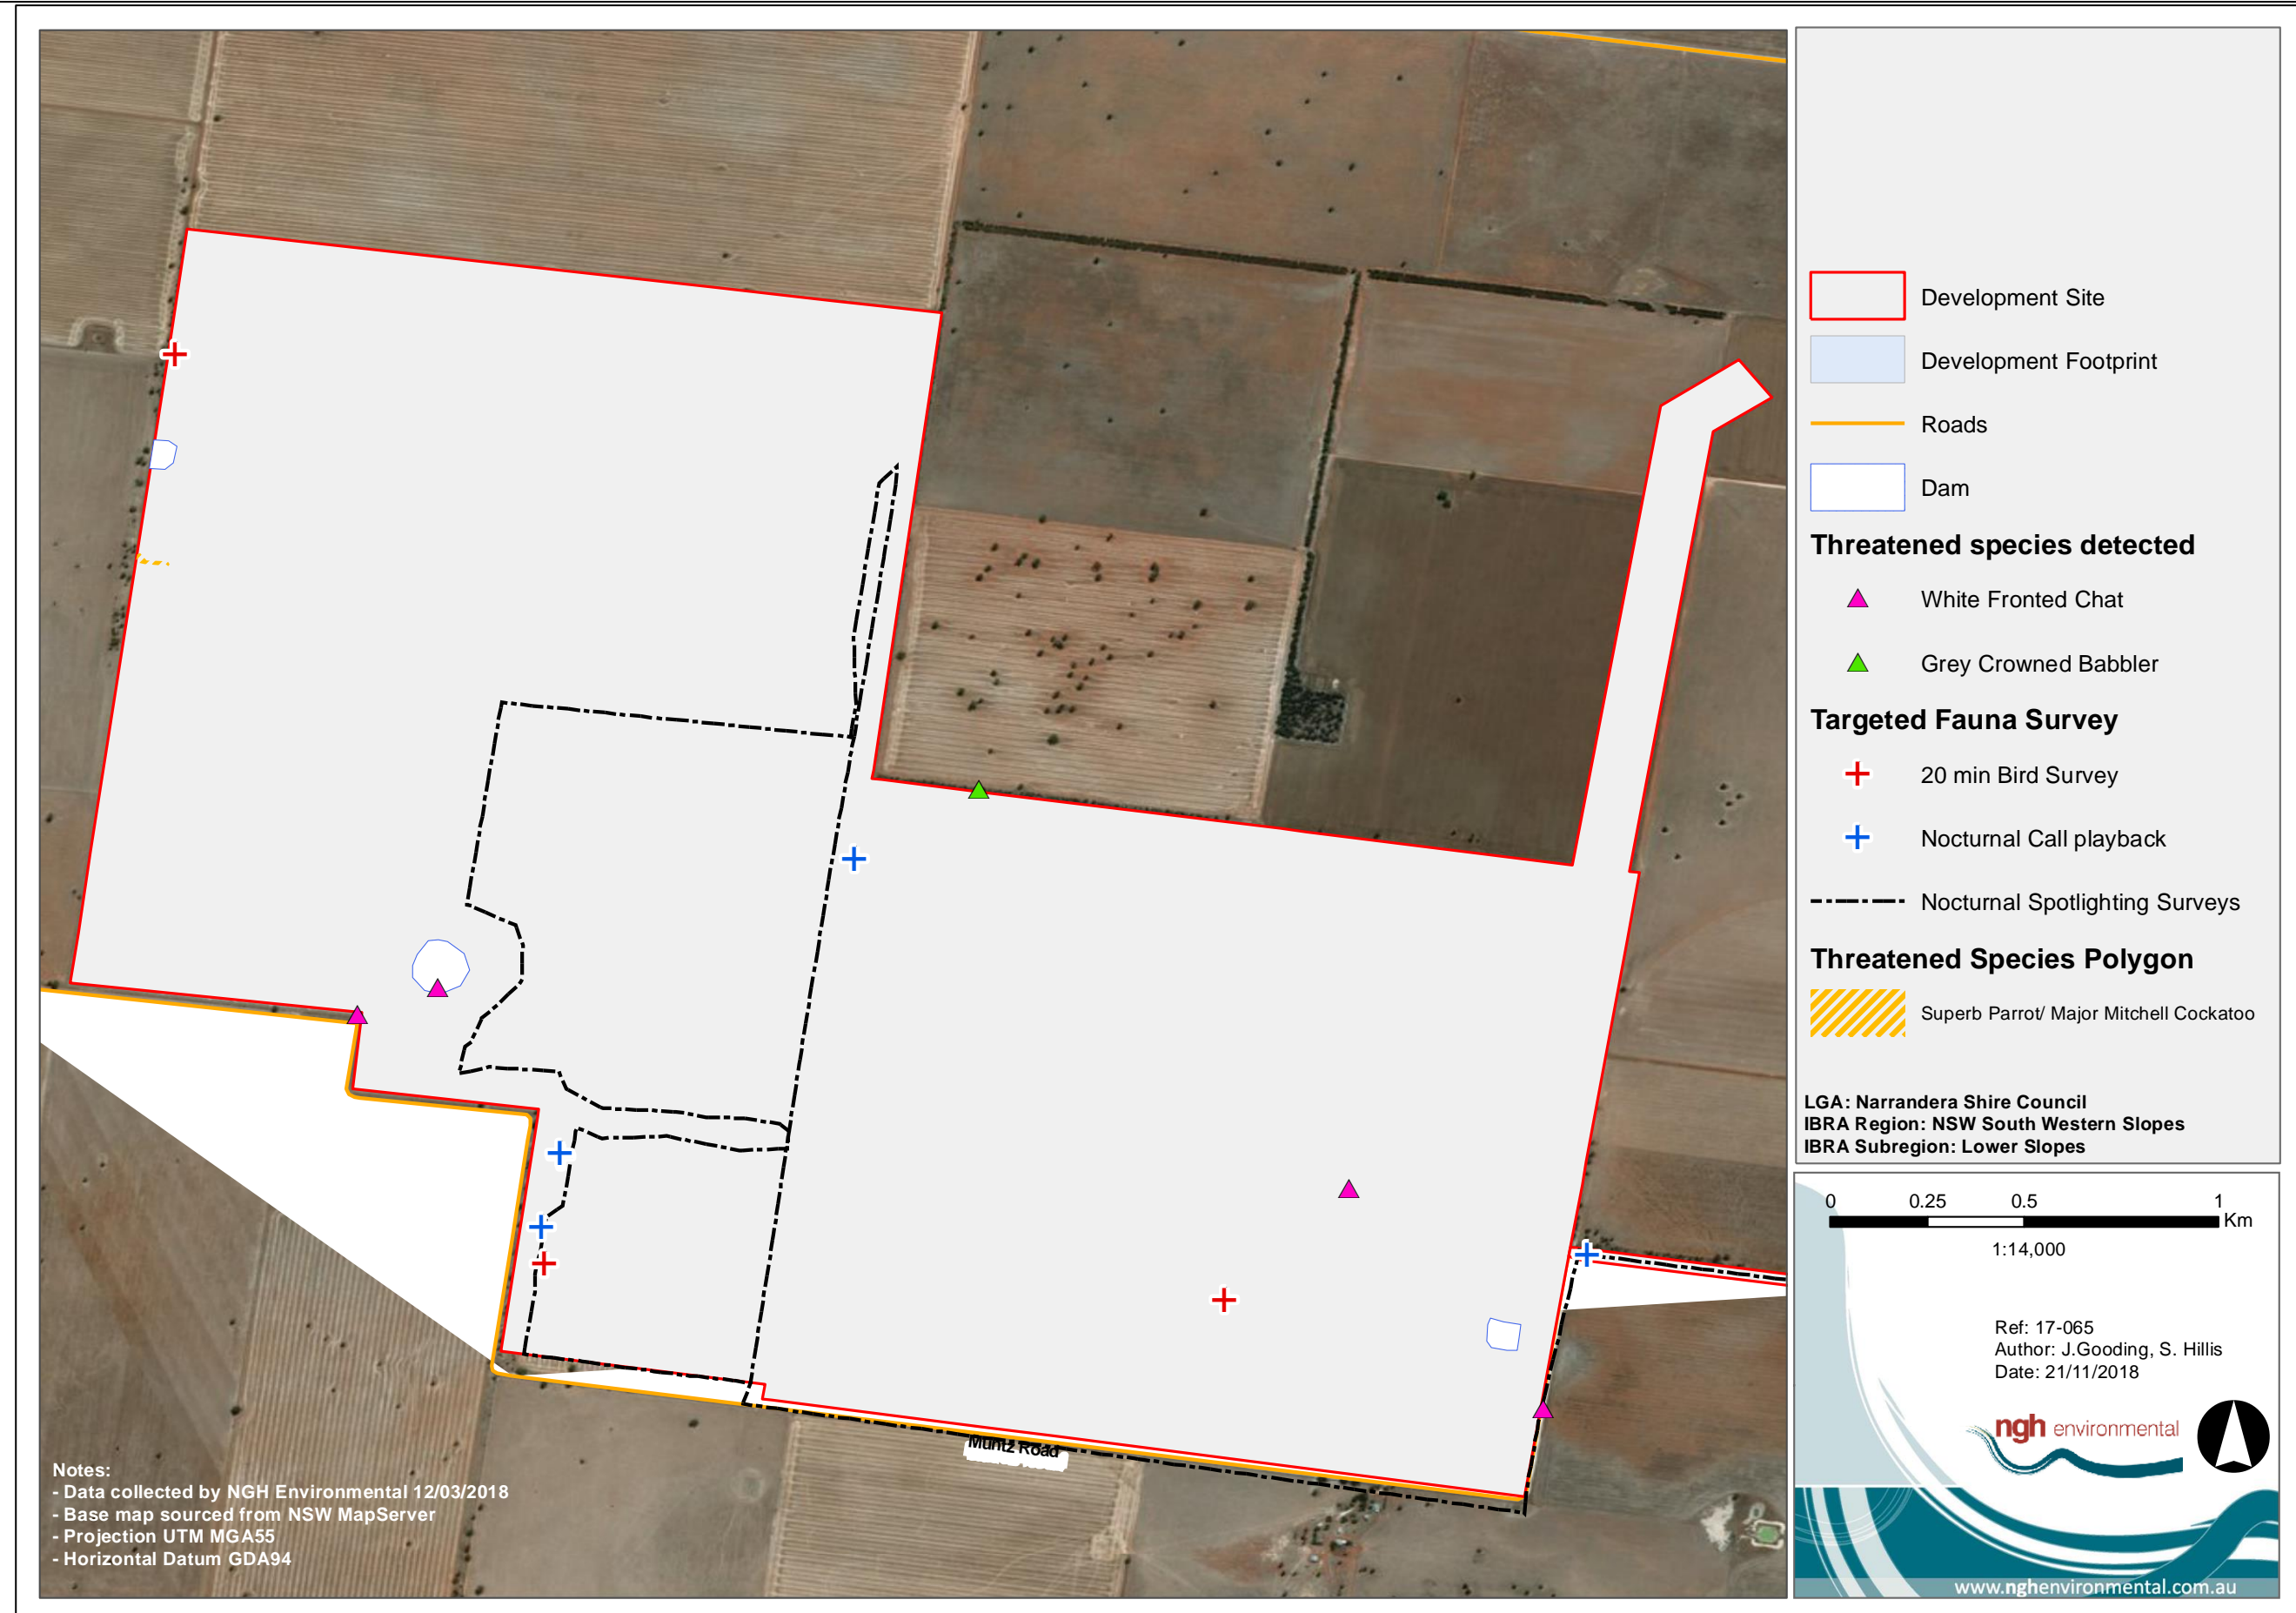 Development Site
Development Footprint
Roads
Dam
Threatened species detected
White Fronted Chat
Grey Crowned Babbler
Targeted Fauna Survey
20 min Bird Survey
Nocturnal Call playback
Nocturnal Spotlighting Surveys
Threatened Species Polygon
Superb Parrot/ Major Mitchell Cockatoo
LGA: Narrandera Shire Council
IBRA Region: NSW South Western Slopes
IBRA Subregion: Lower Slopes
0 0.25 0.5 1
Km
1:14,000
Ref: 17-065
Author: J.Gooding, S. Hillis
Date: 21/11/2018
ngh environmental
www.nghenvironmental.com.au
Muntz Road
Notes:
- Data collected by NGH Environmental 12/03/2018
- Base map sourced from NSW MapServer
- Projection UTM MGA55
- Horizontal Datum GDA94